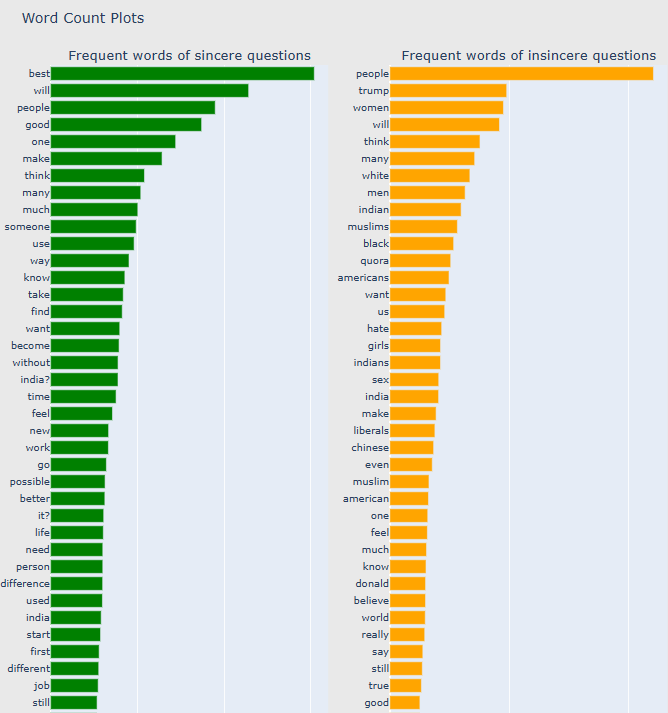 Word Count Plots
Frequent words of sincere questions
best
will
people
good
one
make
think
many
much
someone
use
way
know
take
find
want
become
without
india?
time
feel
new
work
go
possible
better
it?
life
need
person
difference
used
india
start
first
different
job
still
Frequent words of insincere questions
people
trump
women
will
think
many
white
men
indian
muslims
black
quora
americans
want
us
hate
girls
indians
sex
india
make
liberals
chinese
even
muslim
american
one
feel
much
know
donald
believe
world
really
say
still
true
good